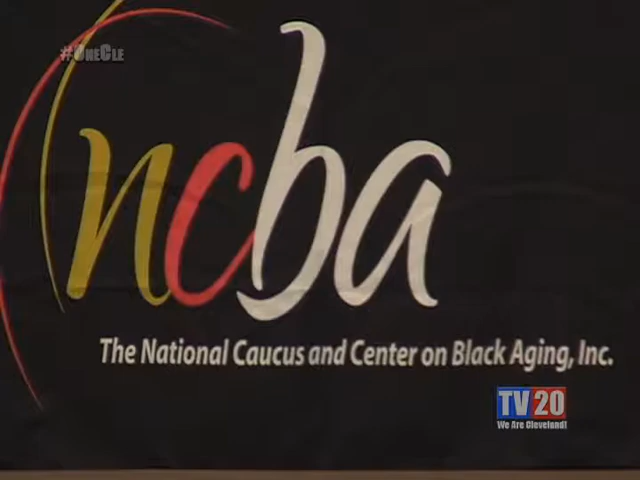 #OneCle
ncba
The National Caucus and Center on Black Aging, Inc.
TV20
We Are Cleveland!